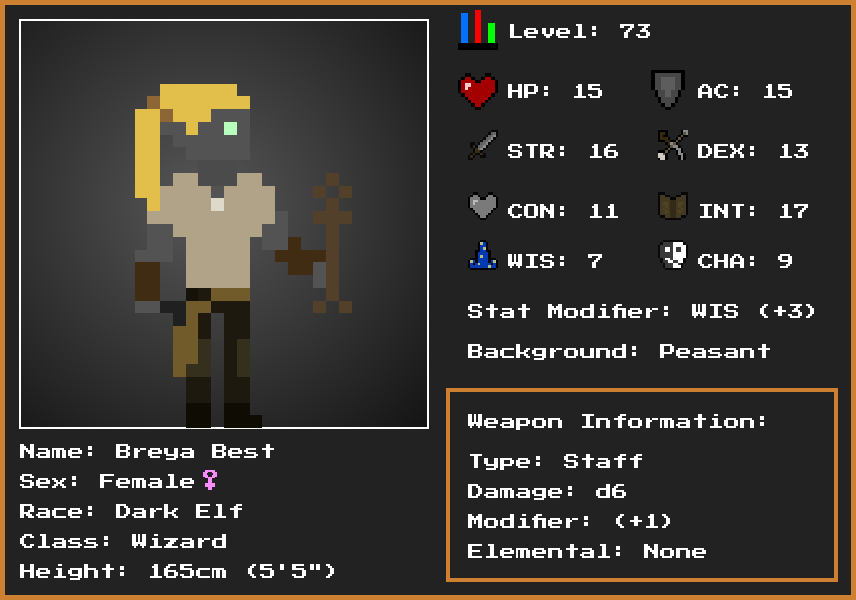 Level: 73
HP: 15
AC: 15
STR: 16
DEX: 13
CON: 11
INT: 17
WIS: 7
CHA: 9
Stat Modifier: WIS (+3)
Background: Peasant
Weapon Information:
Type: Staff
Damage: d6
Modifier: (+1)
Elemental: None
Name: Breya Best
Sex: Female♀
Race: Dark Elf
Class: Wizard
Height: 165cm (5'5")